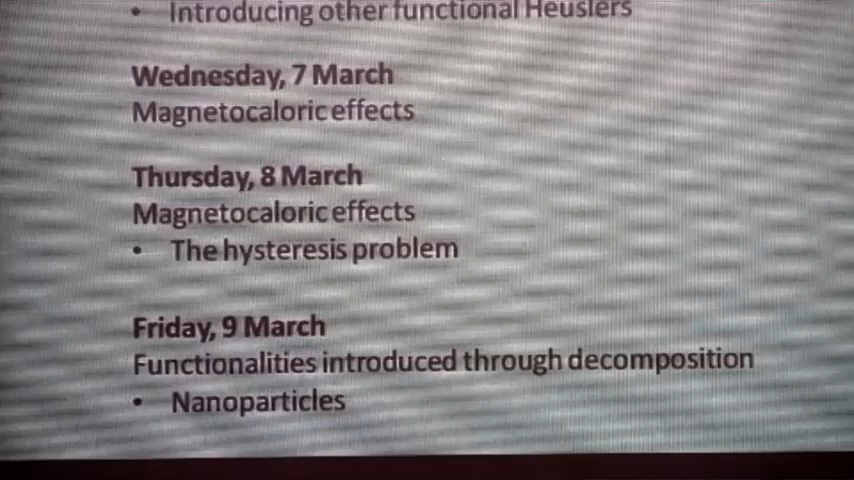 • Introducing other functional Heuslers
Wednesday, 7 March
Magnetocaloric effects
Thursday, 8 March
Magnetocaloric effects
• The hysteresis problem
Friday, 9 March
Functionalities introduced through decomposition
• Nanoparticles